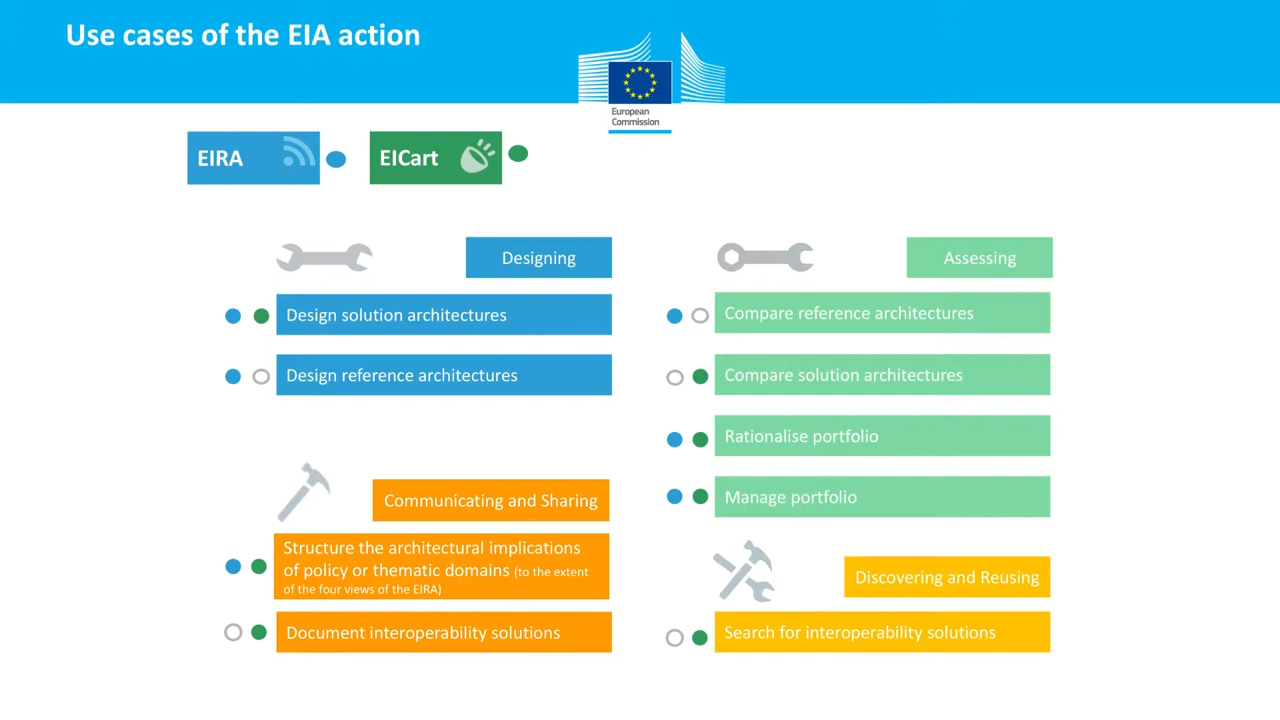 Use cases of the EIA action
European
Commission
EIRA
EICart
Designing
Design solution architectures
Design reference architectures
Communicating and Sharing
Structure the architectural implications
of policy or thematic domains (to the extent
of the four views of the EIRA)
Document interoperability solutions
Assessing
Compare reference architectures
Compare solution architectures
Rationalise portfolio
Manage portfolio
Discovering and Reusing
Search for interoperability solutions